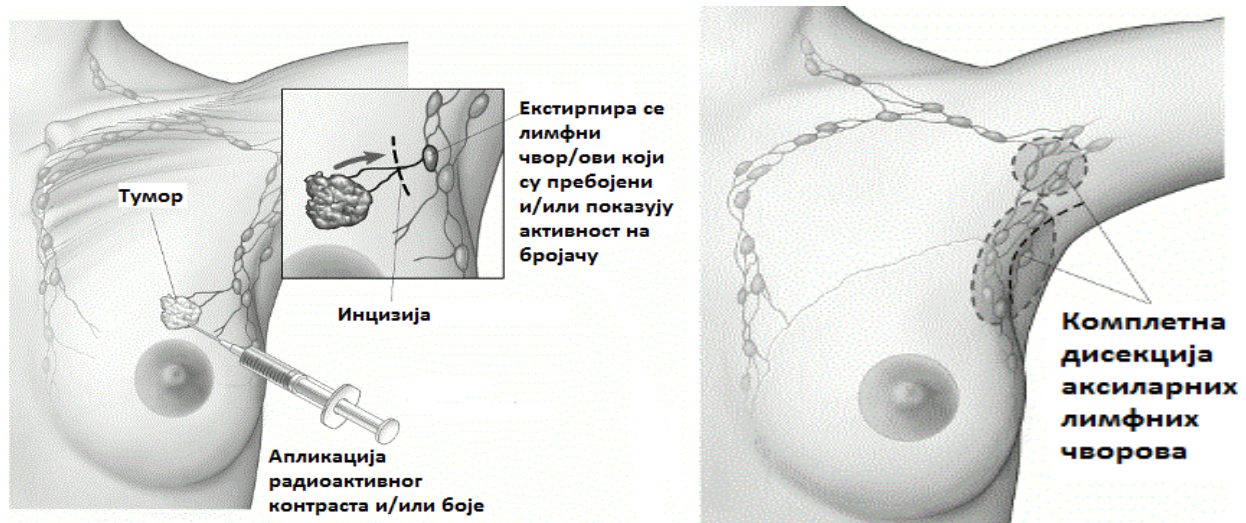 Тумор
Екстирпира се
лимфни
чвор/ови који
су пребојени
и/или показују
активност на
бројачу
Инцизија
Апликација
радиоактивног
контраста и/или боје
Комплетна
дисекција
аксиларних
лимфних
чворова